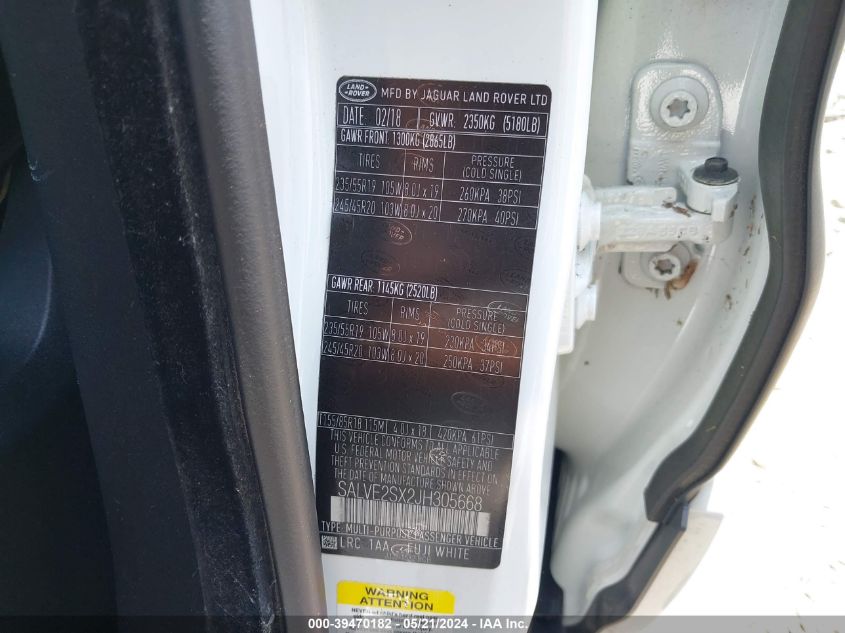 LAND ROVER MFD BY JAGUAR LAND ROVER LTD
DATE 02/18 GVWR. 2350KG (5180LB)
GAWR FRONT: 1300KG (2865LB)
TIRES RIMS PRESSURE (COLD SINGLE)
235/55R19 105W 8.0J x 19 260KPA 38PSI
245/45R20 103W 8.0J x 20 270KPA 40PSI
GAWR REAR: 1145KG (2520LB)
TIRES RIMS PRESSURE (COLD SINGLE)
235/55R19 105W 8.0J x 19 230KPA 34PSI
245/45R20 103W 8.0J x 20 250KPA 37PSI
T155/85R18 115M 4.0J x 19 420KPA 61PSI
THIS VEHICLE CONFORMS TO ALL APPLICABLE
U.S. FEDERAL MOTOR VEHICLE SAFETY AND
THEFT PREVENTION STANDARDS IN EFFECT ON
THE DATE OF MANUFACTURE SHOWN ABOVE
SALVE2SX2JH305668
TYPE: MULTI-PURPOSE PASSENGER VEHICLE
LRC 1AA FUJI WHITE
WARNING
ATTENTION
000-39470182 - 05/21/2024 - IAA Inc.